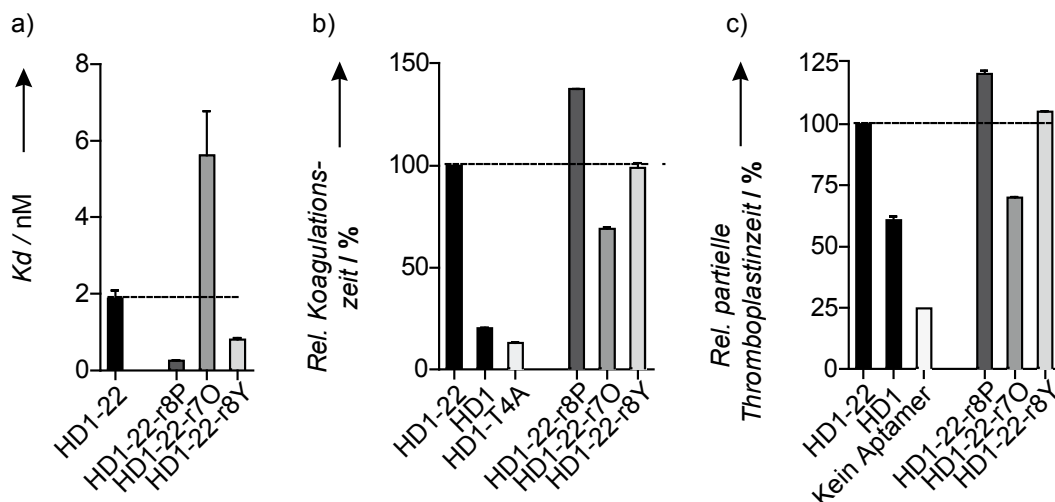 a)
Kd / nM
8
6
4
2
0
HD1-22
HD1-22-r8P
HD1-22-r7O
HD1-22-r8Y
b)
Rel. Koagulations-
zeit / %
150
100
50
0
HD1-22
HD1
HD1-T4A
HD1-22-r8P
HD1-22-r7O
HD1-22-r8Y
c)
Rel. partielle
Thromboplastinzeit / %
125
100
75
25
0
HD1-22
HD1
Kein Aptamer
HD1-22-r8P
HD1-22-r7O
HD1-22-r8Y